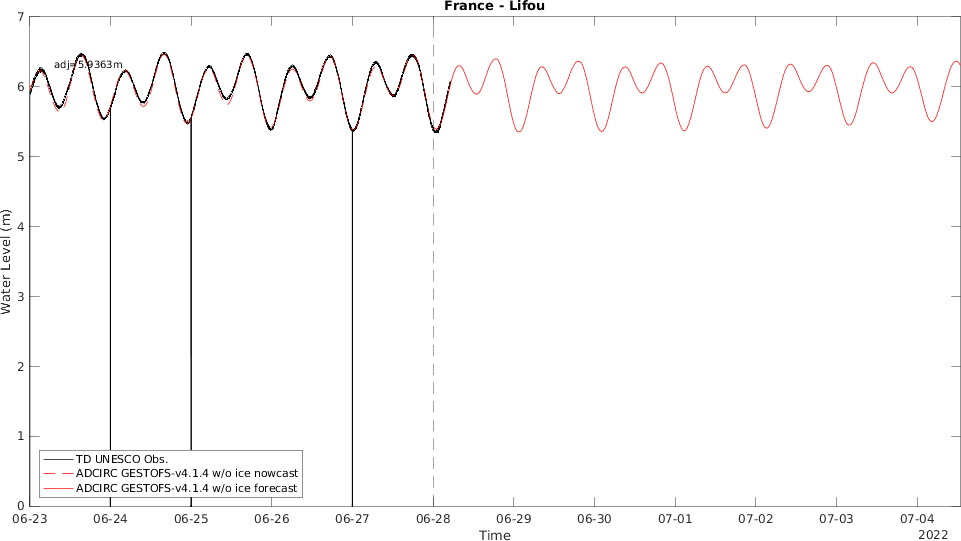 France - Lifou
adj=5.9363m
Water Level (m)
7
6
5
4
3
2
1
0
TD UNESCO Obs.
ADCIRC GESTOFS-v4.1.4 w/o ice nowcast
ADCIRC GESTOFS-v4.1.4 w/o ice forecast
06-23 06-24 06-25 06-26 06-27 06-28 06-29 06-30 07-01 07-02 07-03 07-04
Time
2022